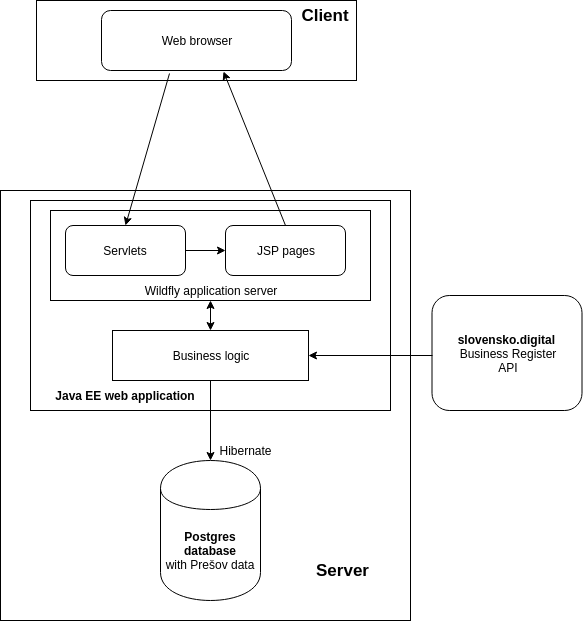 Client
Web browser
Servlets
JSP pages
Wildfly application server
Business logic
Java EE web application
slovensko.digital
Business Register
API
Hibernate
Postgres
database
with Prešov data
Server